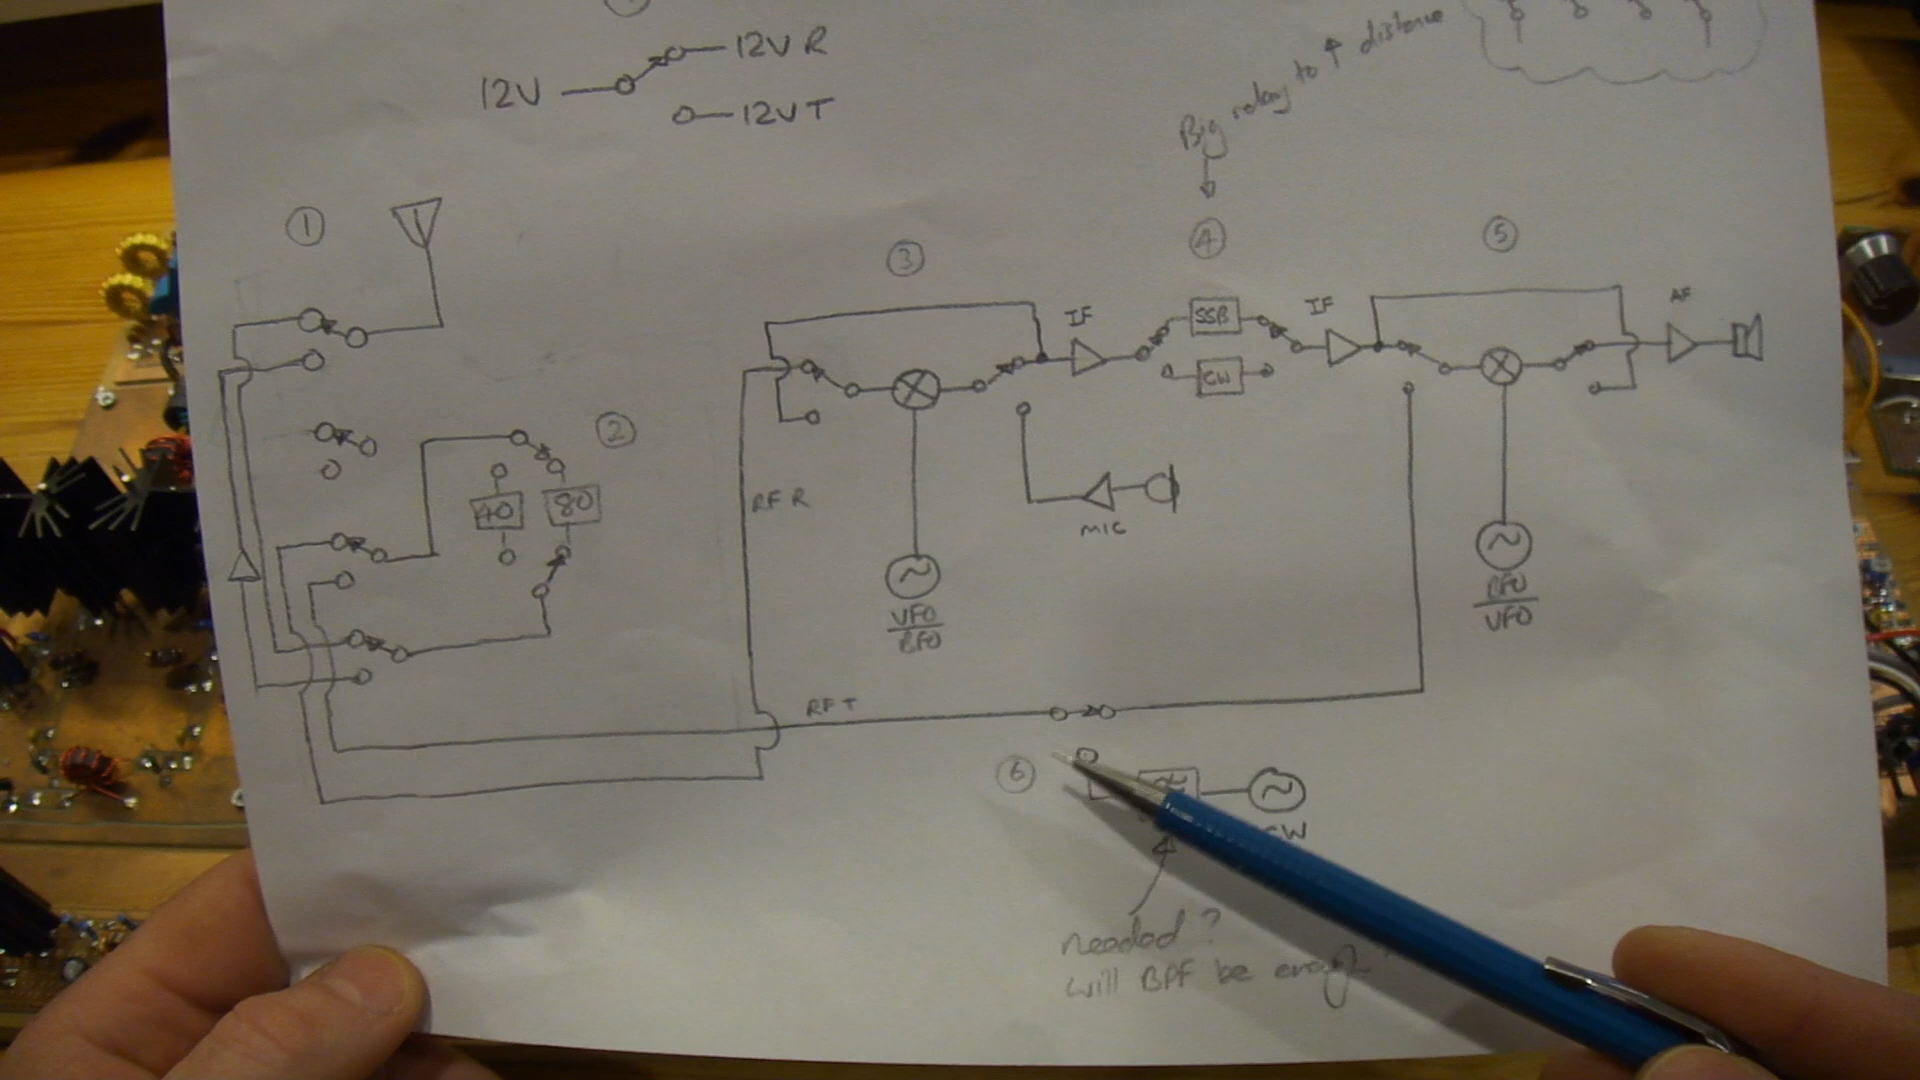 12V
12V R
12V T
Big relay to ↑ distance
1
2
3
4
5
IF
SSB
CW
IF
AF
40
80
RF R
MIC
VFO
BFO
BFO
VFO
RF T
6
CW
needed?
will BPF be enough